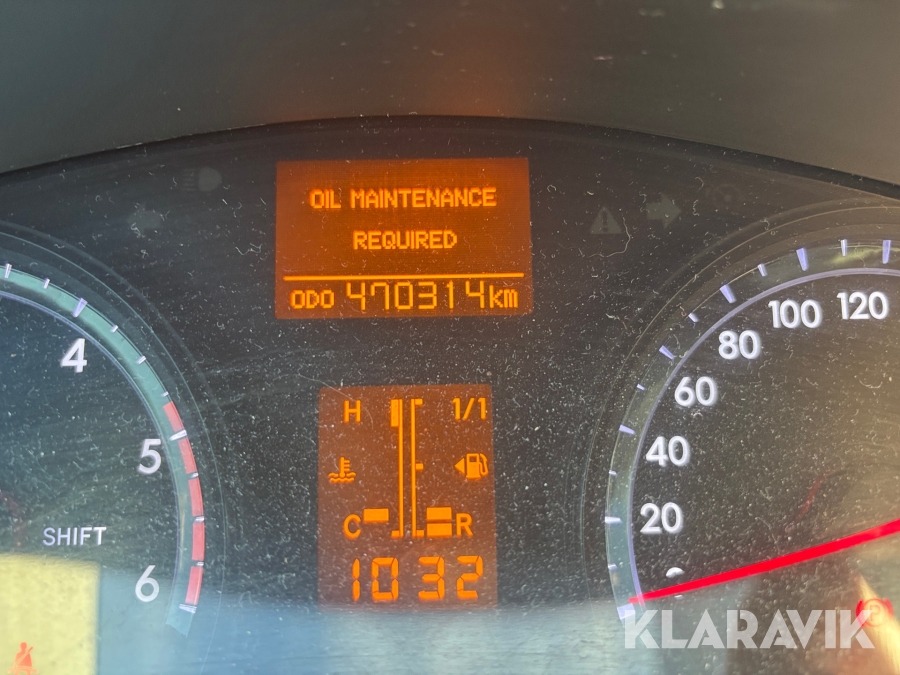 OIL MAINTENANCE
REQUIRED
ODO 470314km
H 1/1
C R
1032
4
5
SHIFT
6
120
100
80
60
40
20
KLARAVIK